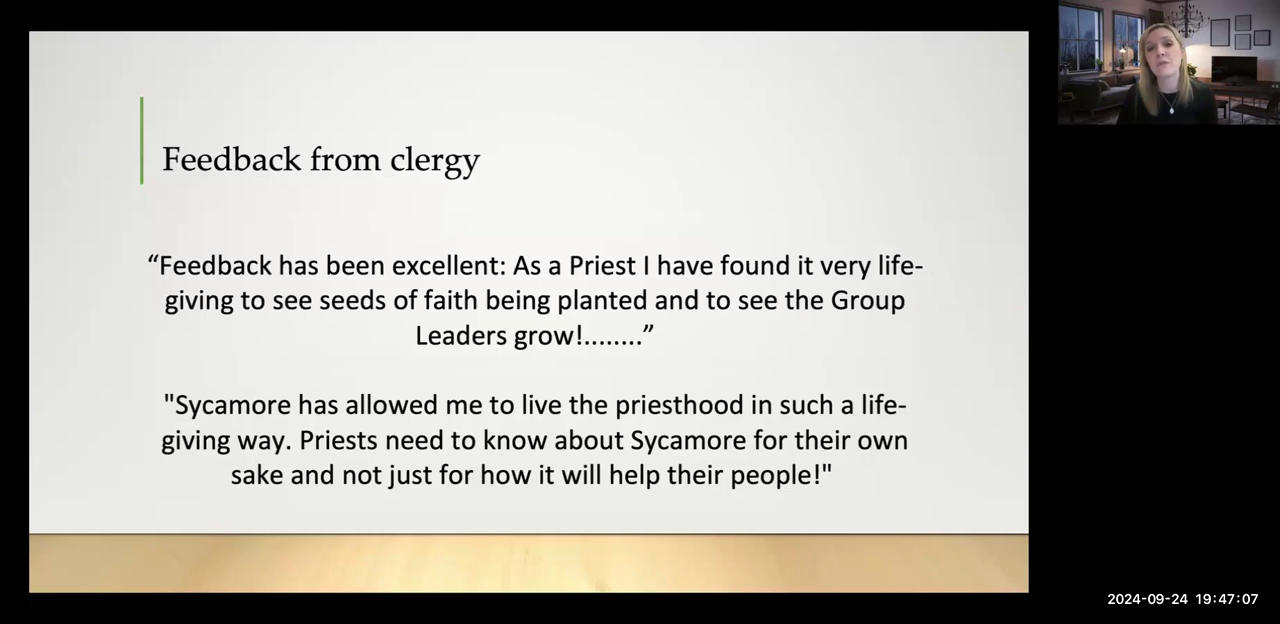 Feedback from clergy
“Feedback has been excellent: As a Priest I have found it very life-
giving to see seeds of faith being planted and to see the Group
Leaders grow!........”
"Sycamore has allowed me to live the priesthood in such a life-
giving way. Priests need to know about Sycamore for their own
sake and not just for how it will help their people!"
2024-09-24 19:47:07